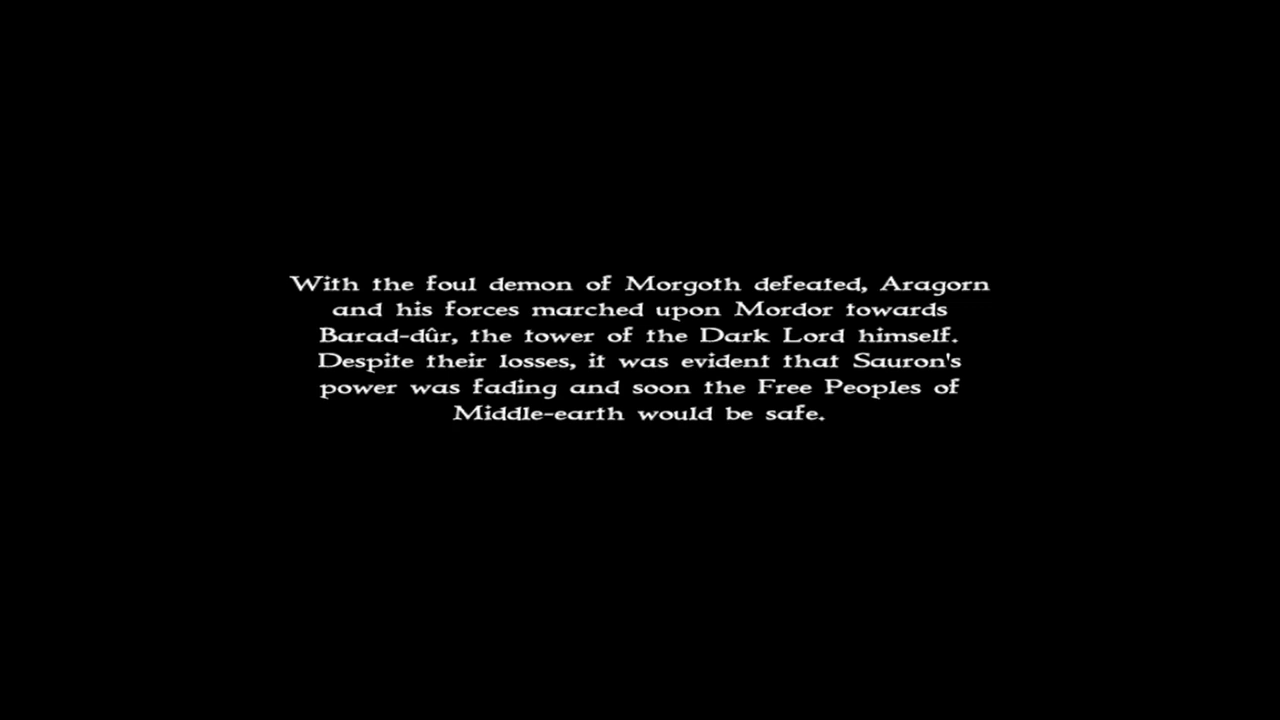 With the foul demon of Morgoth defeated, Aragorn
and his forces marched upon Mordor towards
Barad-dûr, the tower of the Dark Lord himself.
Despite their losses, it was evident that Sauron's
power was fading and soon the Free Peoples of
Middle-earth would be safe.